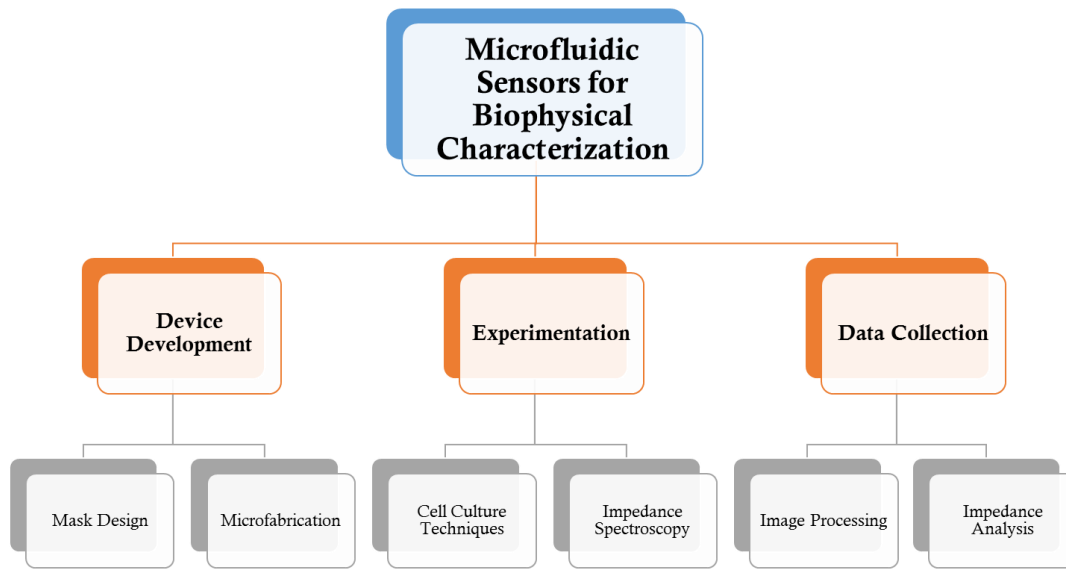 Microfluidic
Sensors for
Biophysical
Characterization
Device
Development
Experimentation
Data Collection
Mask Design
Microfabrication
Cell Culture
Techniques
Impedance
Spectroscopy
Image Processing
Impedance
Analysis